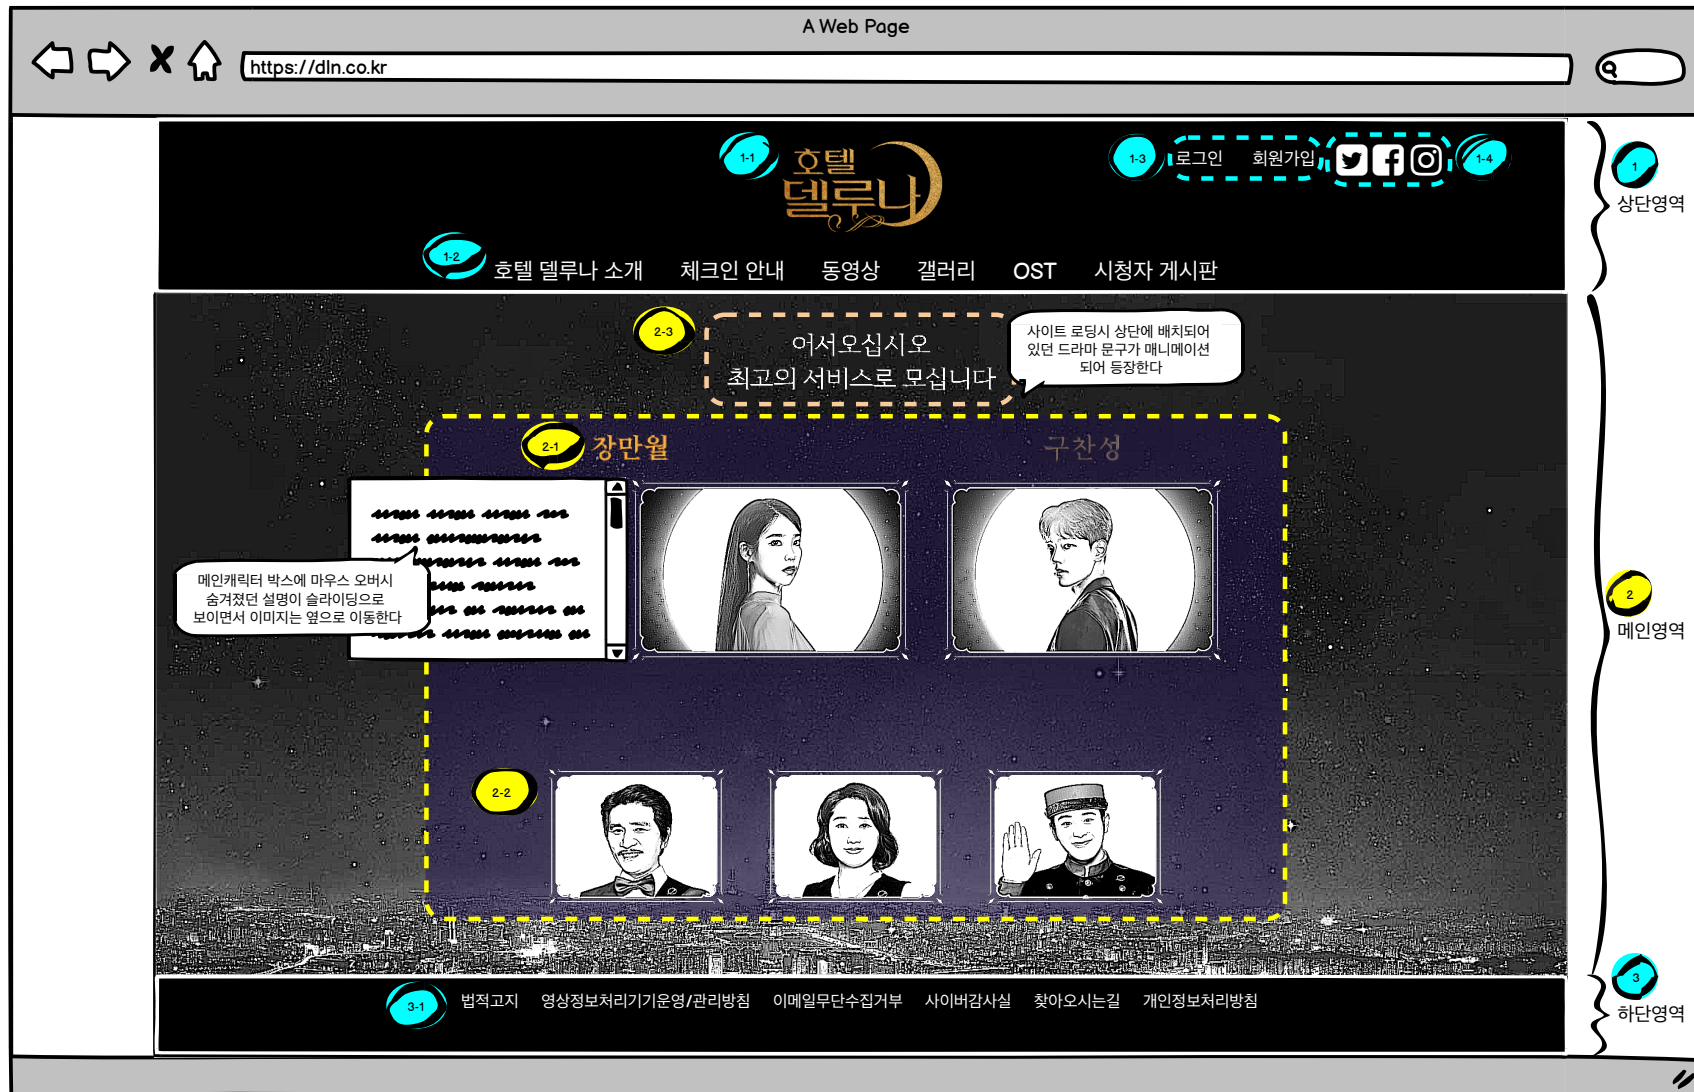 A Web Page
https://dln.co.kr
1-1
호텔
델루나
1-3
로그인 회원가입
1-4
1
상단영역
1-2
호텔 델루나 소개 체크인 안내 동영상 갤러리 OST 시청자 게시판
2-3
어서오십시오
최고의 서비스로 모십니다
사이트 로딩시 상단에 배치되어
있던 드라마 문구가 매니메이션
되어 등장한다
2-1
장만월 구찬성
메인캐릭터 박스에 마우스 오버시
숨겨졌던 설명이 슬라이딩으로
보이면서 이미지는 옆으로 이동한다
2
메인영역
2-2
3-1
법적고지 영상정보처리기기운영/관리방침 이메일무단수집거부 사이버감사실 찾아오시는길 개인정보처리방침
3
하단영역